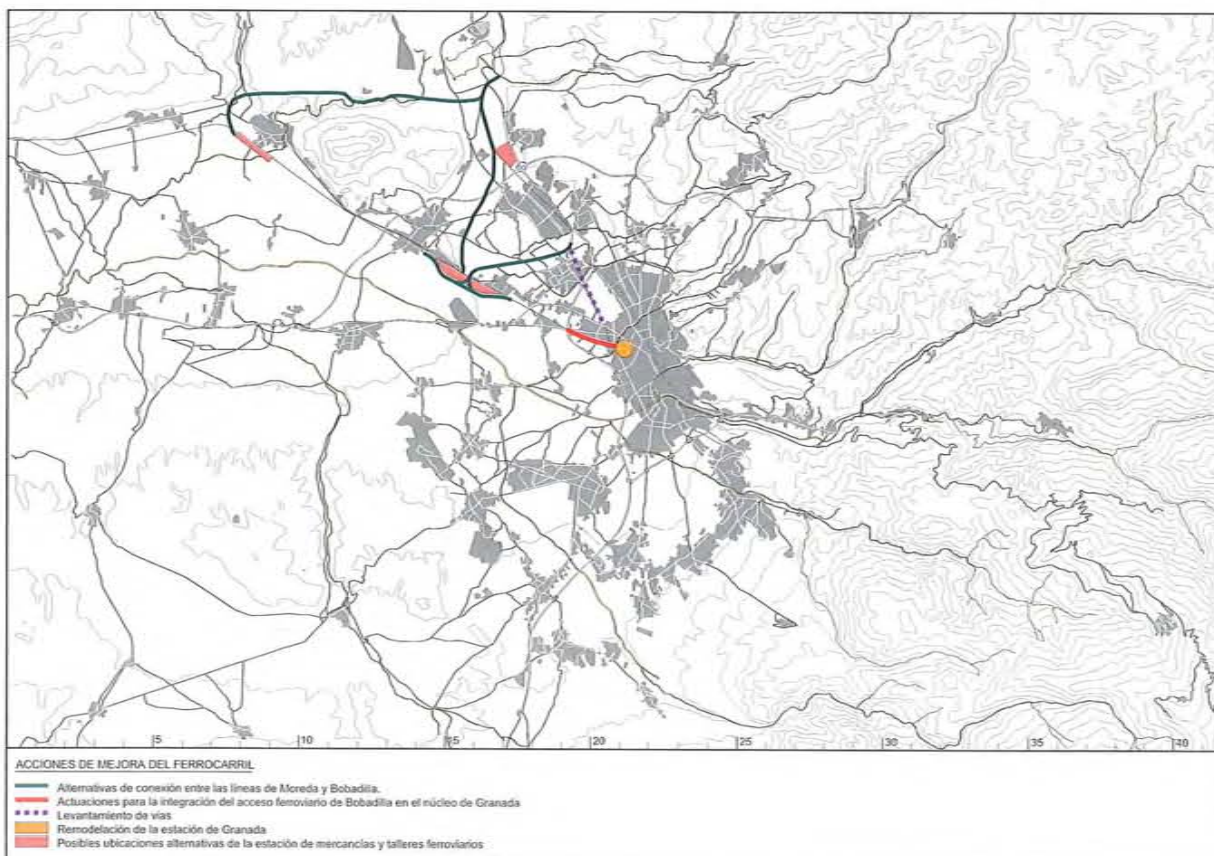 5 10 15 20 25 30 35 40
ACCIONES DE MEJORA DEL FERROCARRIL
Alternativas de conexión entre las líneas de Moreda y Bobadilla.
Actuaciones para la integración del acceso ferroviario de Bobadilla en el núcleo de Granada
Levantamiento de vías
Remodelación de la estación de Granada
Posibles ubicaciones alternativas de la estación de mercancías y talleres ferroviarios